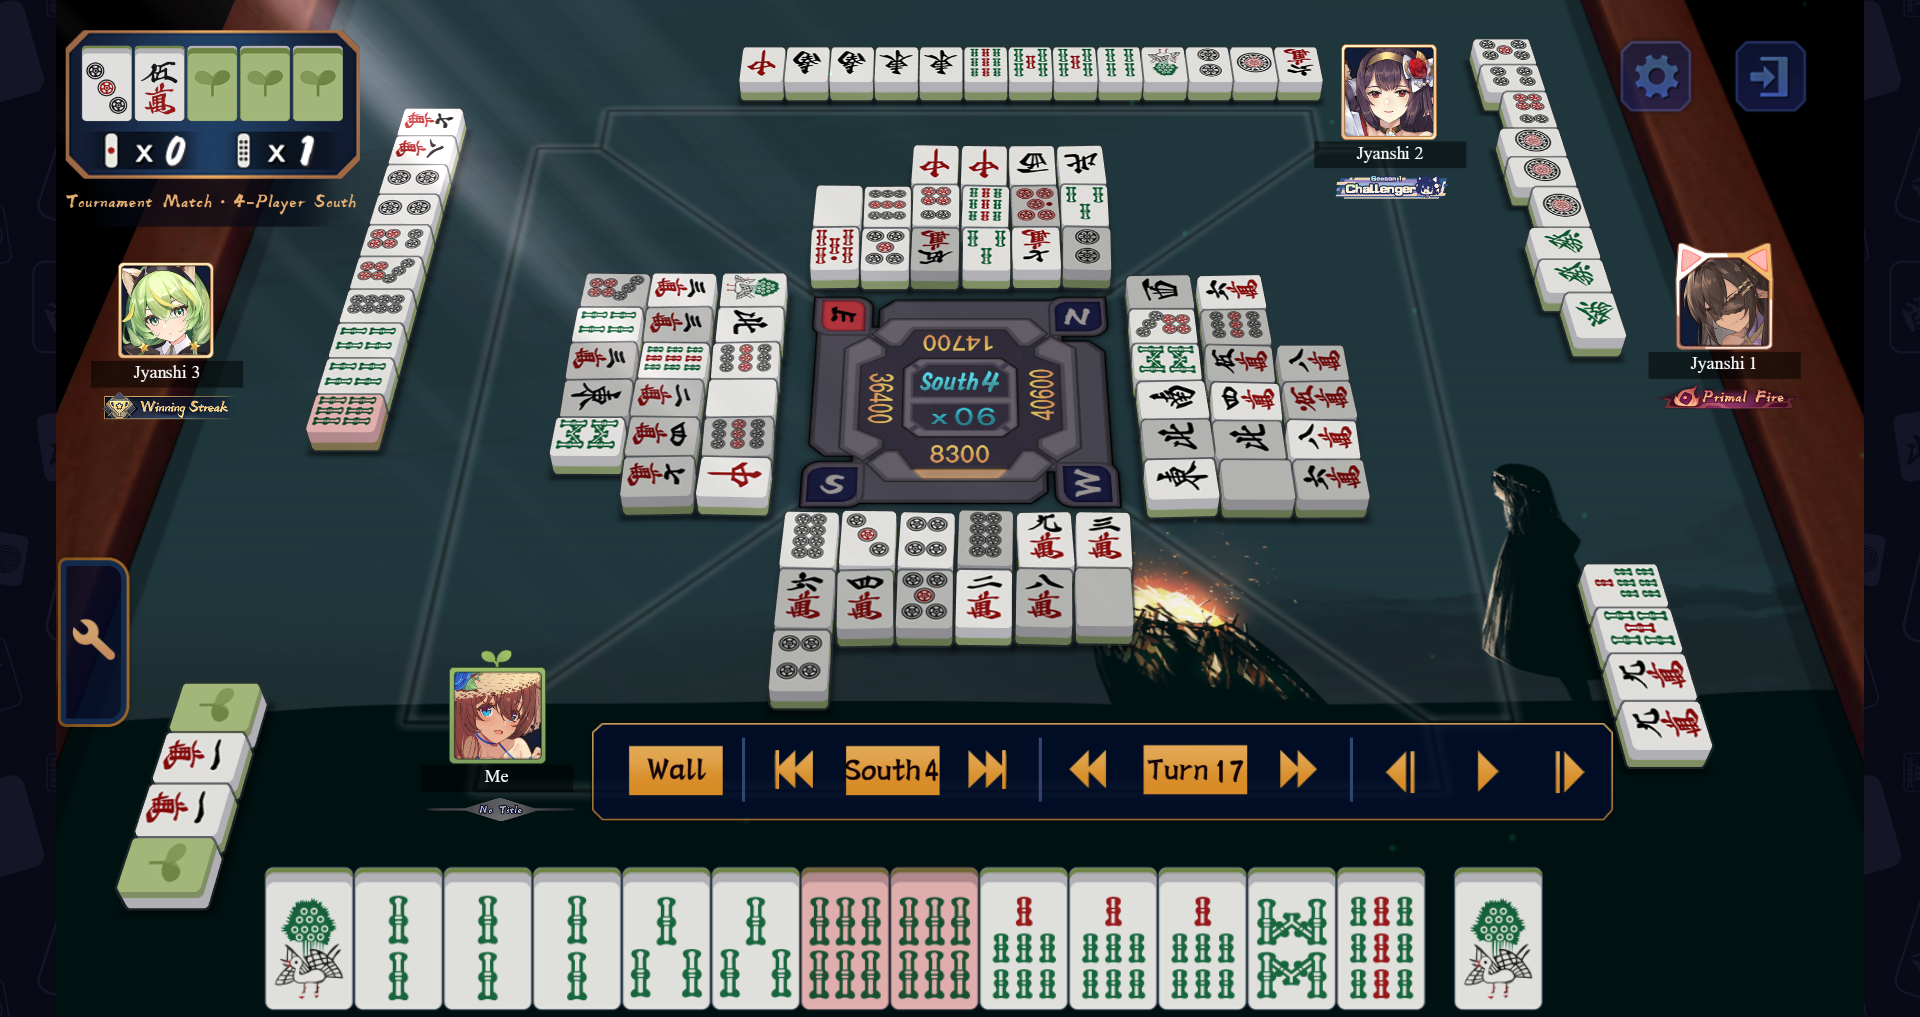 x 0
x 1
Tournament Match · 4-Player South
Jyanshi 2
Season1
Challenger
Jyanshi 3
Winning Streak
Jyanshi 1
Primal Fire
E
N
14700
36400
South 4
x 06
40600
8300
S
W
Me
No Title
Wall
South 4
Turn 17